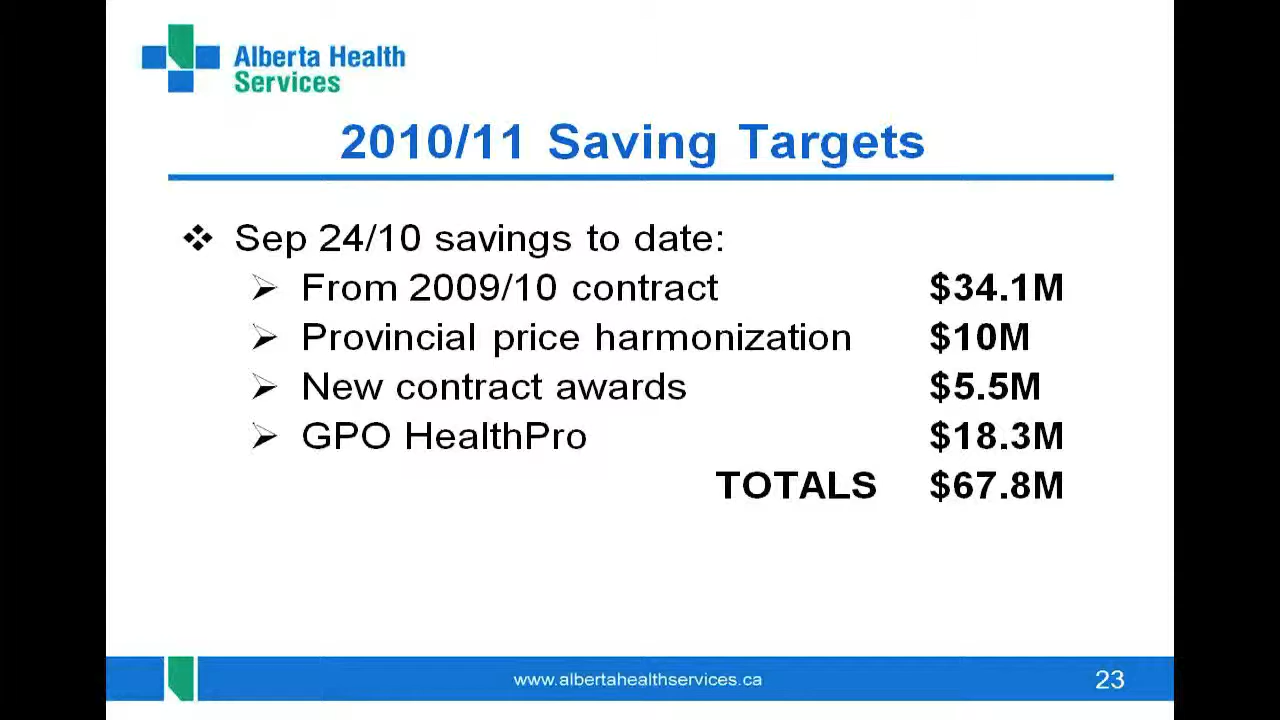 Alberta Health
Services
2010/11 Saving Targets
❖ Sep 24/10 savings to date:
➢ From 2009/10 contract $34.1M
➢ Provincial price harmonization $10M
➢ New contract awards $5.5M
➢ GPO HealthPro $18.3M
TOTALS $67.8M
www.albertahealthservices.ca 23